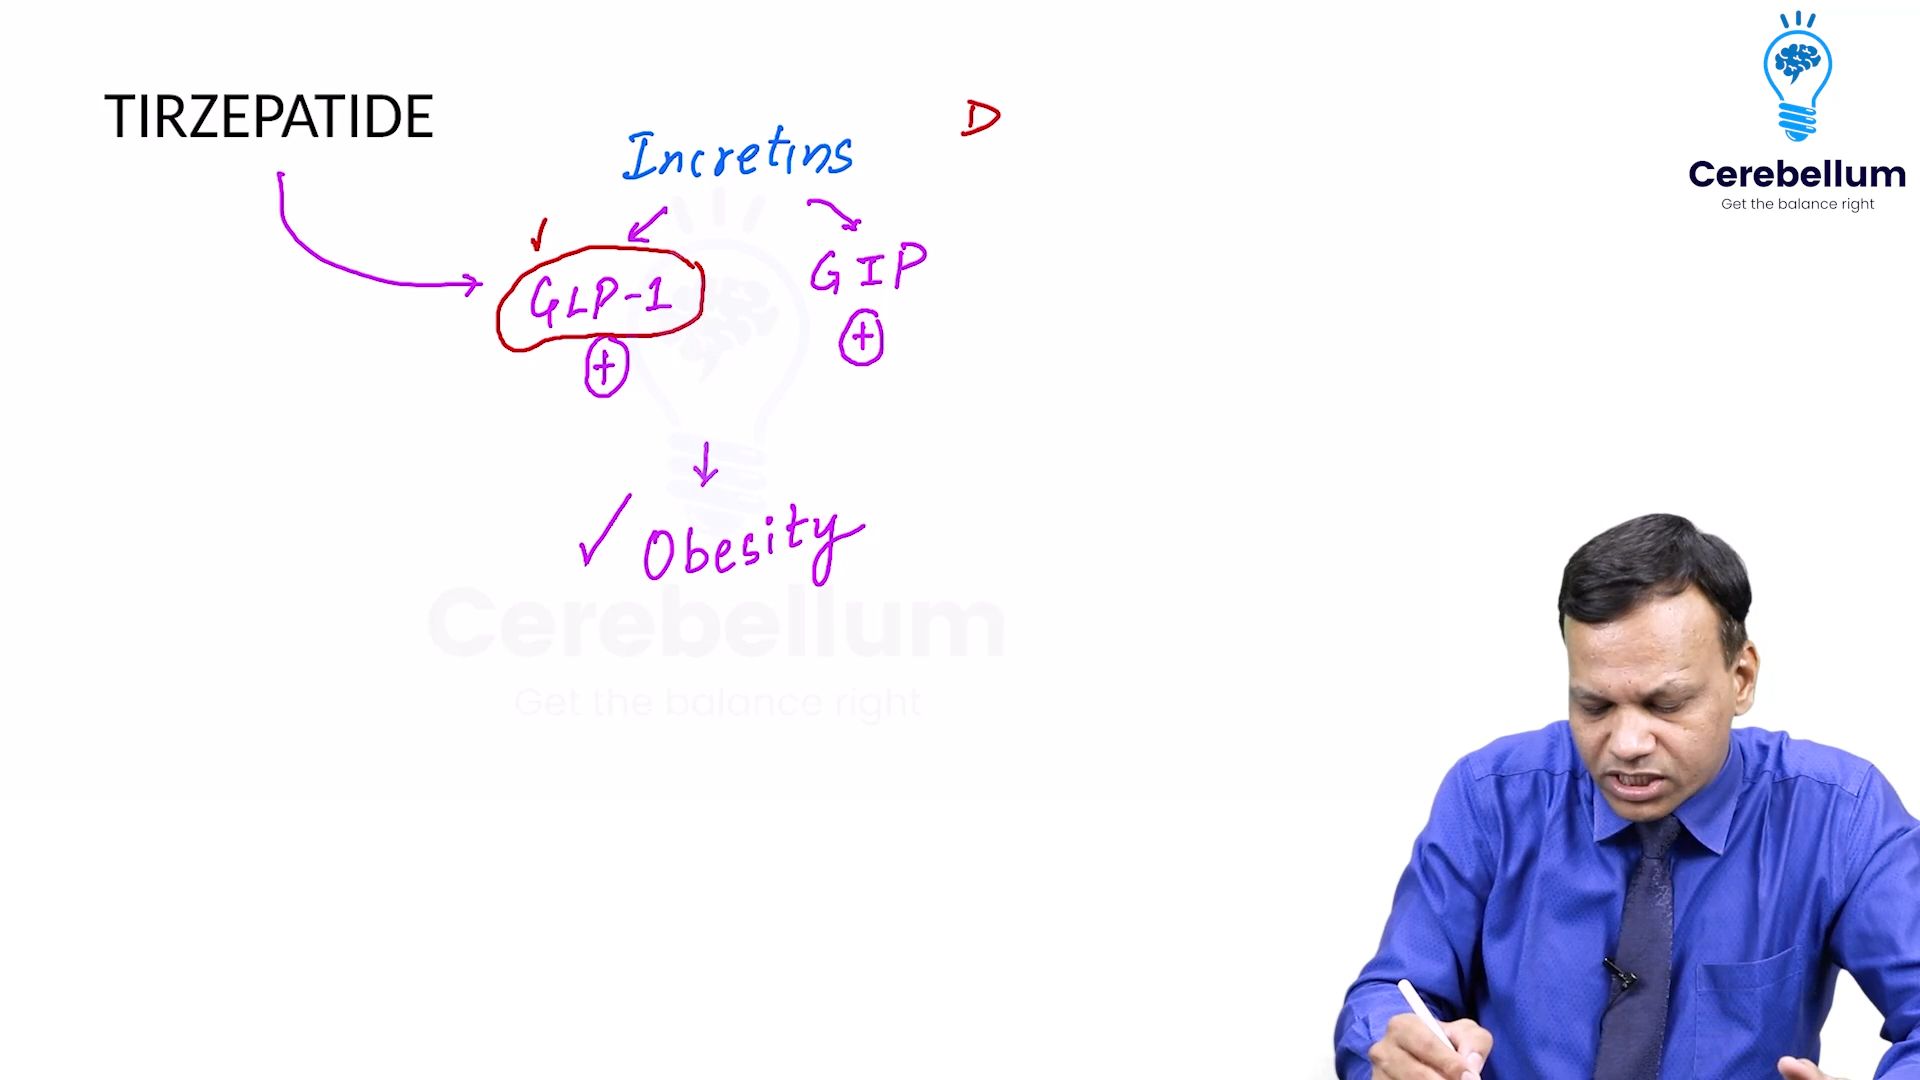 TIRZEPATIDE
Incretins
D
GLP-1
GIP
+
+
✓ Obesity
Cerebellum
Get the balance right
Cerebellum
Get the balance right